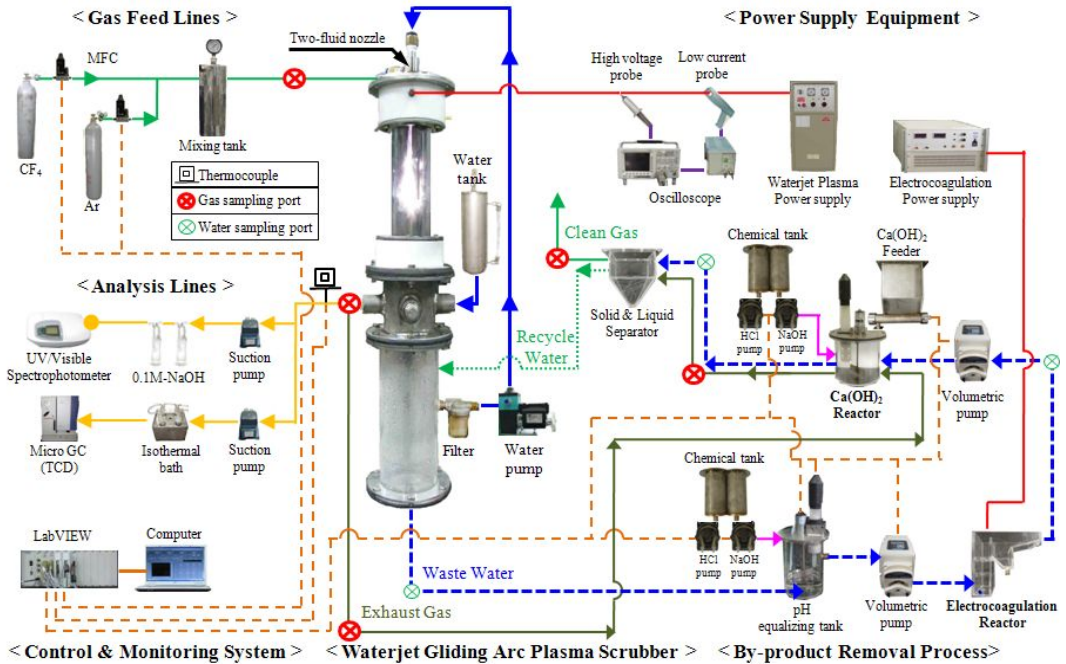 < Gas Feed Lines >
< Power Supply Equipment >
Two-fluid nozzle
MFC
High voltage
probe
Low current
probe
CF4
Ar
Mixing tank
Thermocouple
Gas sampling port
Water sampling port
Water
tank
Oscilloscope
Waterjet Plasma
Power supply
Electrocoagulation
Power supply
Clean Gas
Chemical tank
Ca(OH)2
Feeder
< Analysis Lines >
Solid & Liquid
Separator
HCl
pump
NaOH
pump
UV/Visible
Spectrophotometer
0.1M-NaOH
Suction
pump
Recycle
Water
Ca(OH)2
Reactor
Volumetric
pump
Micro GC
(TCD)
Isothermal
bath
Suction
pump
Filter
Water
pump
Chemical tank
LabVIEW
Computer
HCl
pump
NaOH
pump
Waste Water
Exhaust Gas
pH
equalizing tank
Volumetric
pump
Electrocoagulation
Reactor
< Control & Monitoring System >
< Waterjet Gliding Arc Plasma Scrubber >
< By-product Removal Process>